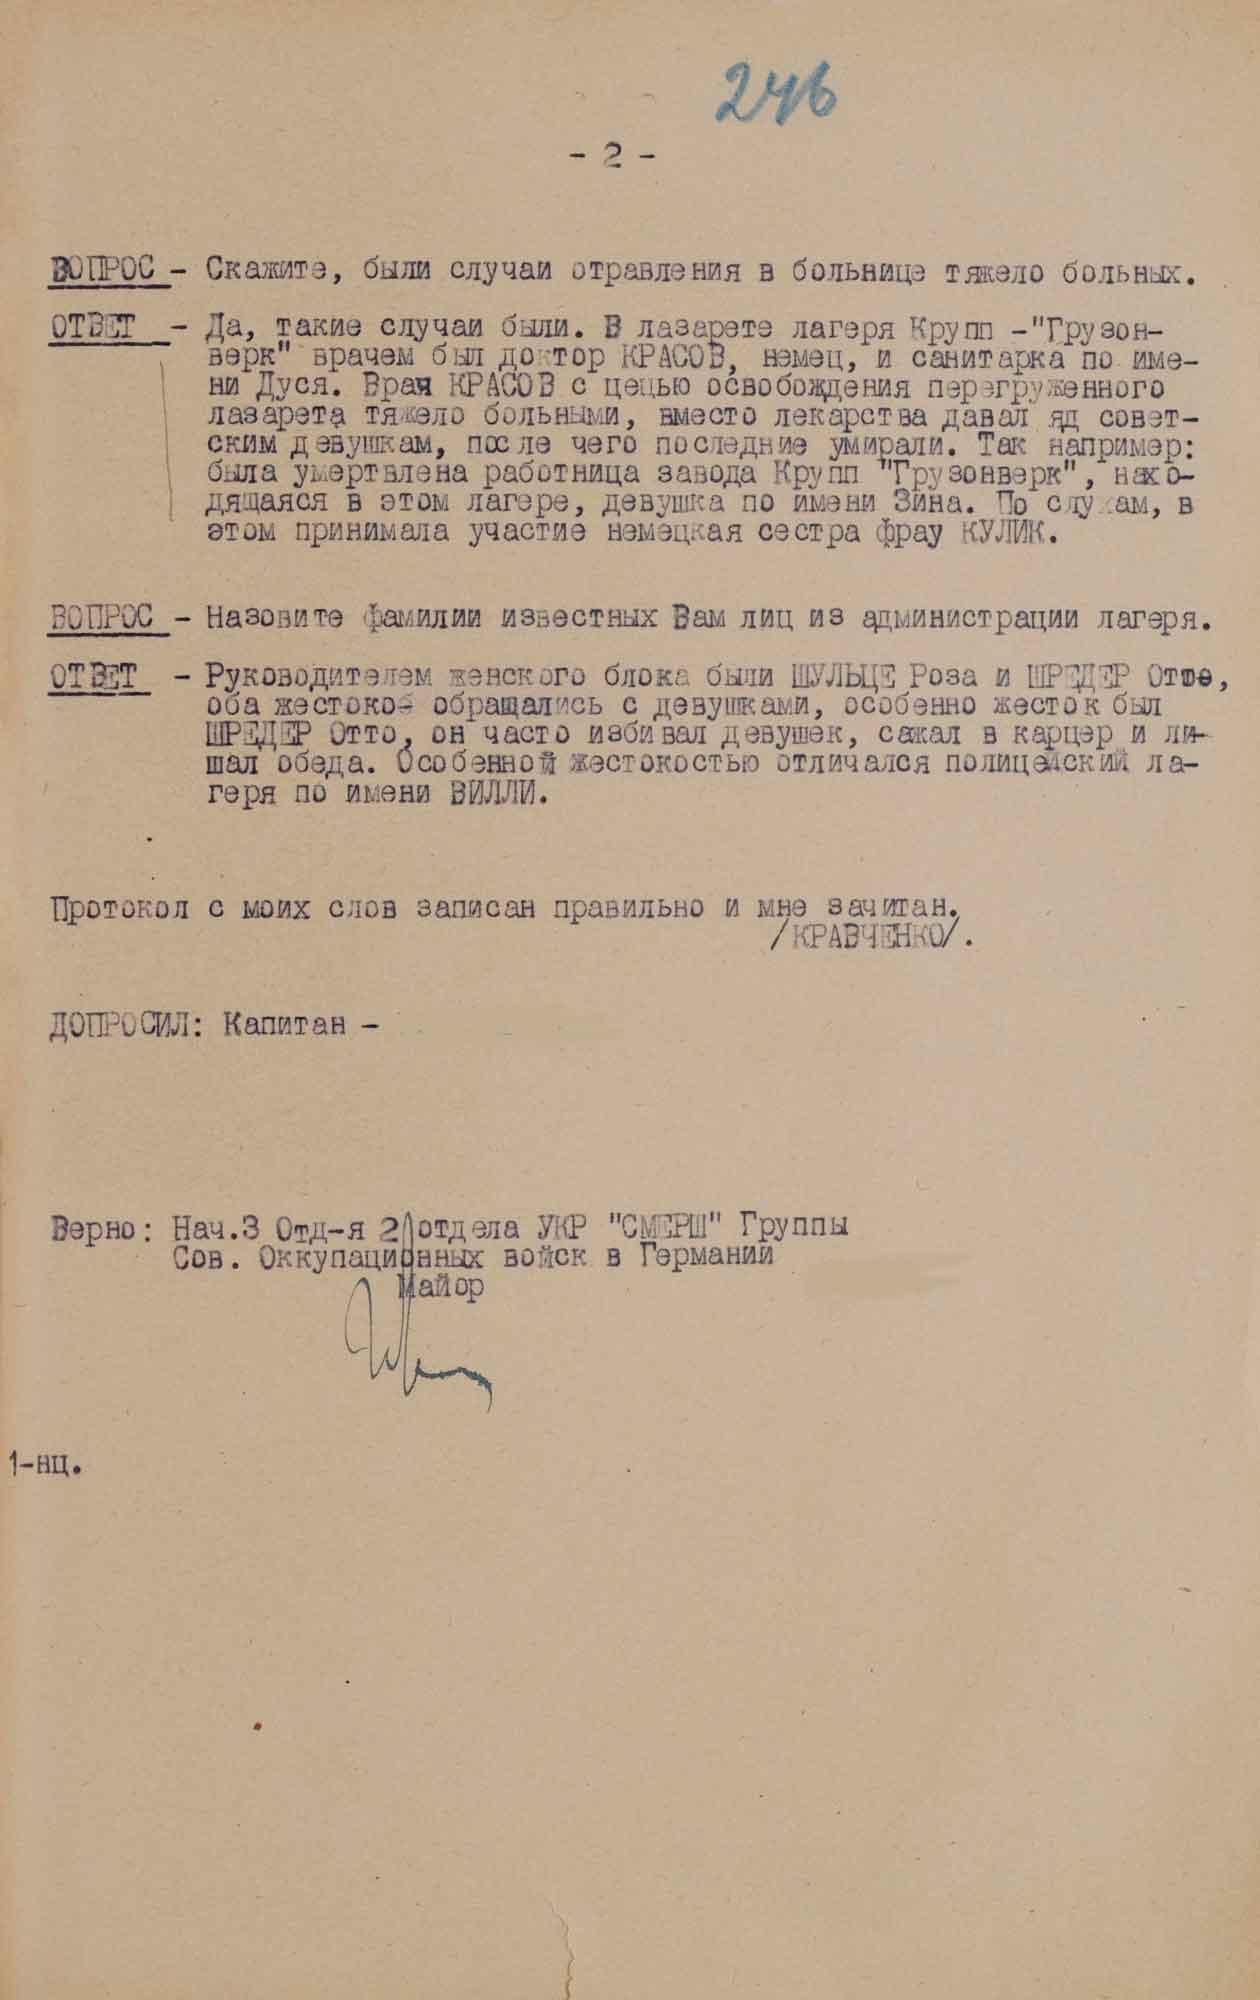 246
- 2 -
ВОПРОС - Скажите, были случаи отравления в больнице тяжело больных.
ОТВЕТ - Да, такие случаи были. В лазарете лагеря Крупп -"Грузон-
верк" врачем был доктор КРАСОВ, немец, и санитарка по име-
ни Дуся. Врач КРАСОВ с цецью освобождения перегруженного
лазарета тяжело больными, вместо лекарства давал яд совет-
ским девушкам, после чего последние умирали. Так например:
была умертвлена работница завода Крупп "Грузонверк", нахо-
дящаяся в этом лагере, девушка по имени Зина. По слухам, в
этом принимала участие немецкая сестра фрау КУЛИК.
ВОПРОС - Назовите фамилии известных Вам лиц из администрации лагеря.
ОТВЕТ - Руководителем женского блока были ШУЛЬЦЕ Роза и ШРЕДЕР Отто,
оба жестоко обращались с девушками, особенно жесток был
ШРЕДЕР Отто, он часто избивал девушек, сажал в карцер и ли-
шал обеда. Особенной жестокостью отличался полицейский ла-
геря по имени ВИЛЛИ.
Протокол с моих слов записан правильно и мне зачитан.
/КРАВЧЕНКО/.
ДОПРОСИЛ: Капитан -
Верно: Нач.3 Отд-я 2 отдела УКР "СМЕРШ" Группы
Сов. Оккупационных войск в Германии
Майор
1-нц.